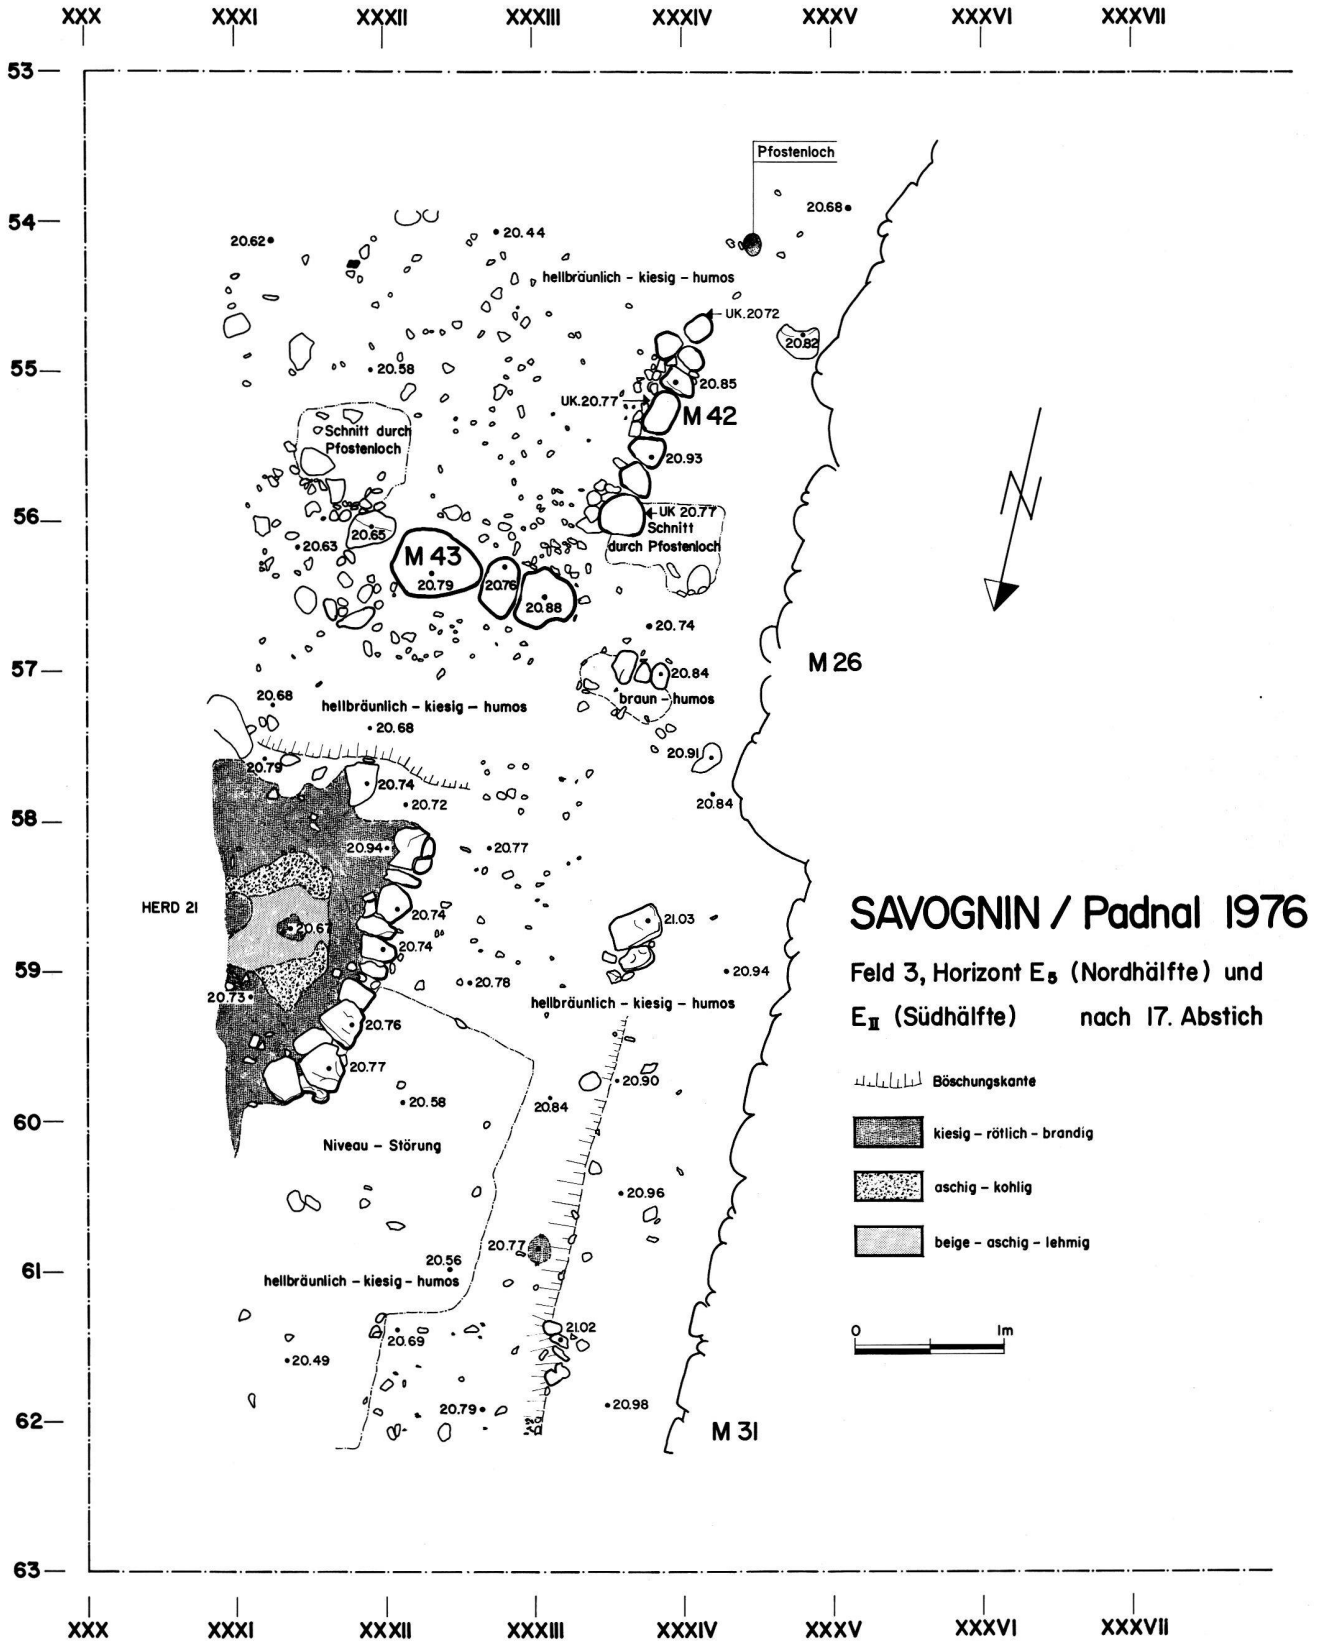 XXX XXXI XXXII XXXIII XXXIV XXXV XXXVI XXXVII
53
Pfostenloch
54
20.68
20.62
20.44
hellbräunlich - kiesig - humos
UK.20.72
20.82
55
20.58
20.85
UK.20.77
M 42
Schnitt durch
Pfostenloch
20.93
56
UK 20.77
Schnitt
durch Pfostenloch
20.65
20.63
M 43
20.79
20.76
20.88
20.74
M 26
57
20.84
20.68
braun - humos
hellbräunlich - kiesig - humos
20.68
20.91
20.79
20.74
20.72
20.84
58
20.94
20.77
HERD 21
20.74
21.03
20.67
20.74
SAVOGNIN / Padnal 1976
59
20.94
Feld 3, Horizont E5 (Nordhälfte) und
20.78
20.73
hellbräunlich - kiesig - humos
EII (Südhälfte) nach 17. Abstich
20.76
20.77
20.90
Böschungskante
20.58
20.84
60
kiesig - rötlich - brandig
Niveau - Störung
20.96
aschig - kohlig
20.77
beige - aschig - lehmig
20.56
61
hellbräunlich - kiesig - humos
21.02
0 1m
20.69
20.49
20.79
20.98
62
M 31
63
XXX XXXI XXXII XXXIII XXXIV XXXV XXXVI XXXVII